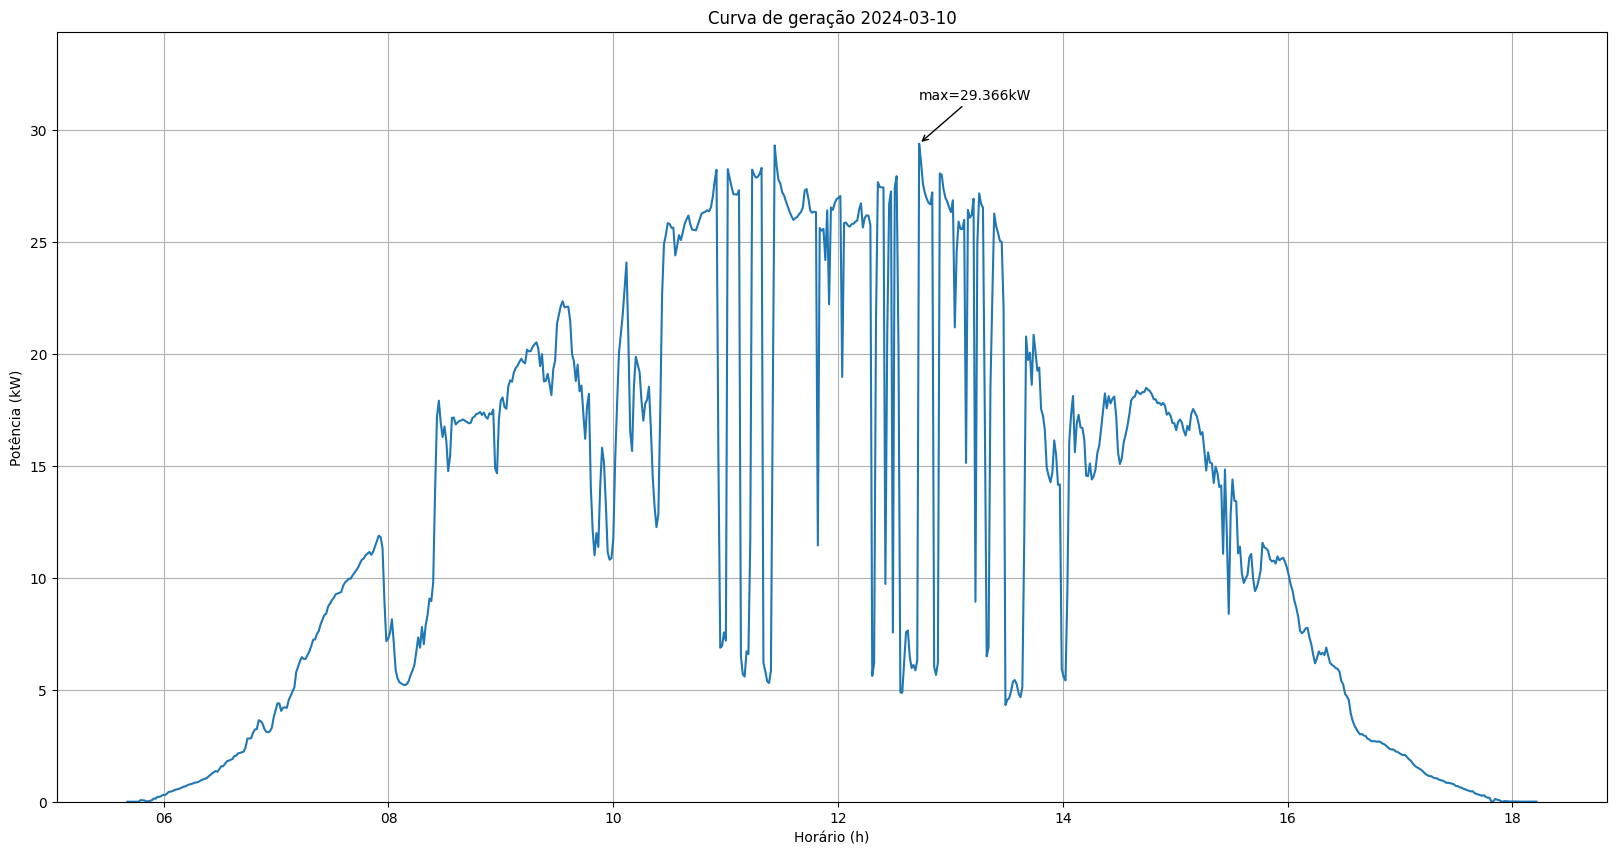 Curva de geração 2024-03-10
max=29.366kW
Potência (kW)
30
25
20
15
10
5
0
06 08 10 12 14 16 18
Horário (h)